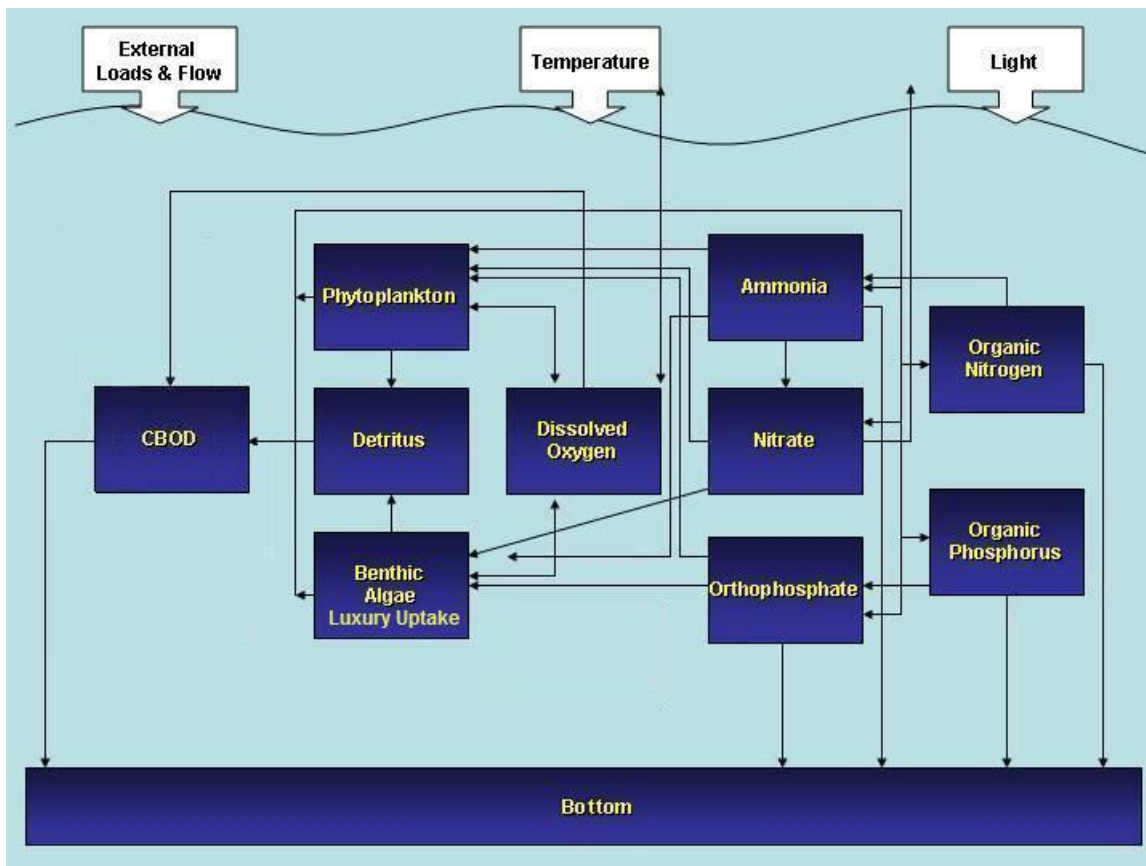 External
Loads & Flow
Temperature
Light
Phytoplankton
Ammonia
Organic
Nitrogen
CBOD
Detritus
Dissolved
Oxygen
Nitrate
Benthic
Algae
Luxury Uptake
Orthophosphate
Organic
Phosphorus
Bottom